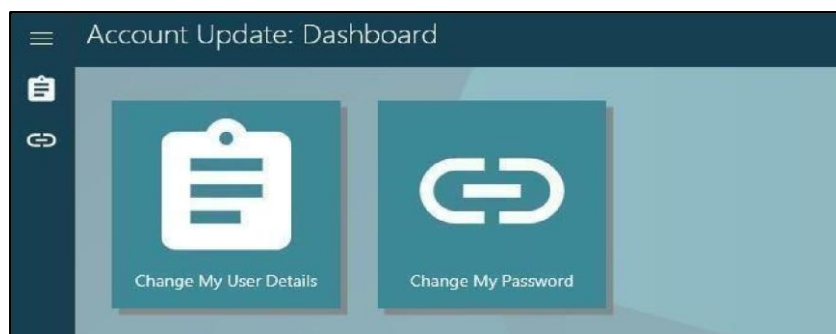 Account Update: Dashboard
Change My User Details
Change My Password